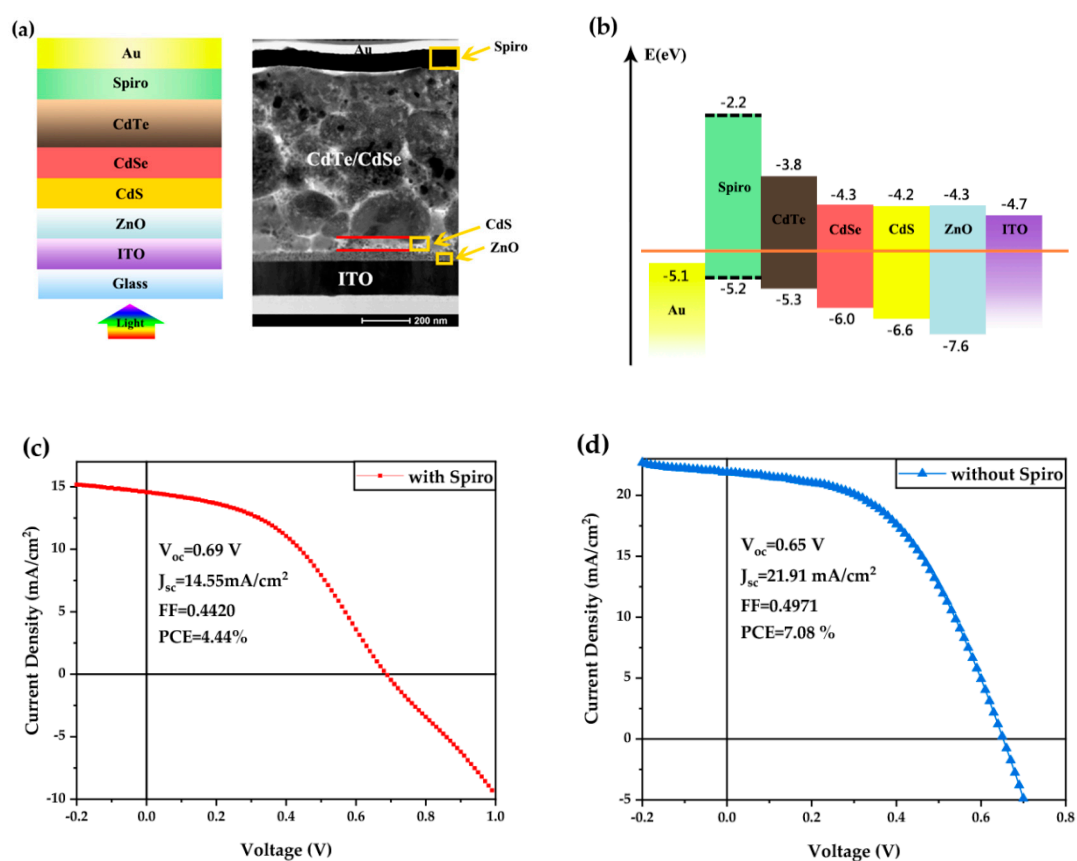 (a)
Au
Spiro
CdTe
CdSe
CdS
ZnO
ITO
Glass
Light
Au
Spiro
CdTe/CdSe
CdS
ZnO
ITO
200 nm
(b)
E(eV)
-2.2
Spiro
-3.8
CdTe
-4.3
CdSe
-4.2
CdS
-4.3
ZnO
-4.7
ITO
-5.1
Au
-5.2
-5.3
-6.0
-6.6
-7.6
(c)
with Spiro
V_oc=0.69 V
J_sc=14.55mA/cm²
FF=0.4420
PCE=4.44%
Current Density (mA/cm²)
15
10
5
0
-5
-10
-0.2 0.0 0.2 0.4 0.6 0.8 1.0
Voltage (V)
(d)
without Spiro
V_oc=0.65 V
J_sc=21.91 mA/cm²
FF=0.4971
PCE=7.08 %
Current Density (mA/cm²)
20
15
10
5
0
-5
-0.2 0.0 0.2 0.4 0.6 0.8
Voltage (V)